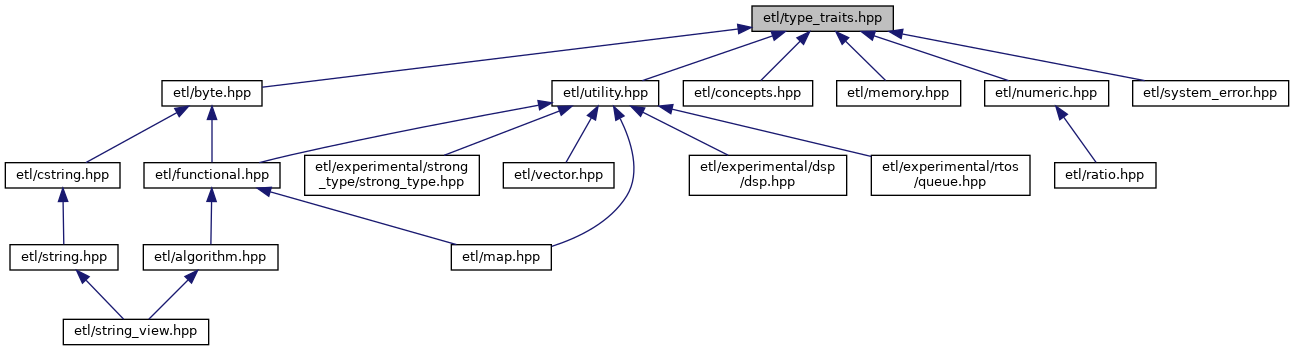 etl/type_traits.hpp
etl/byte.hpp
etl/utility.hpp
etl/concepts.hpp
etl/memory.hpp
etl/numeric.hpp
etl/system_error.hpp
etl/cstring.hpp
etl/functional.hpp
etl/experimental/strong
_type/strong_type.hpp
etl/vector.hpp
etl/experimental/dsp
/dsp.hpp
etl/experimental/rtos
/queue.hpp
etl/ratio.hpp
etl/string.hpp
etl/algorithm.hpp
etl/map.hpp
etl/string_view.hpp